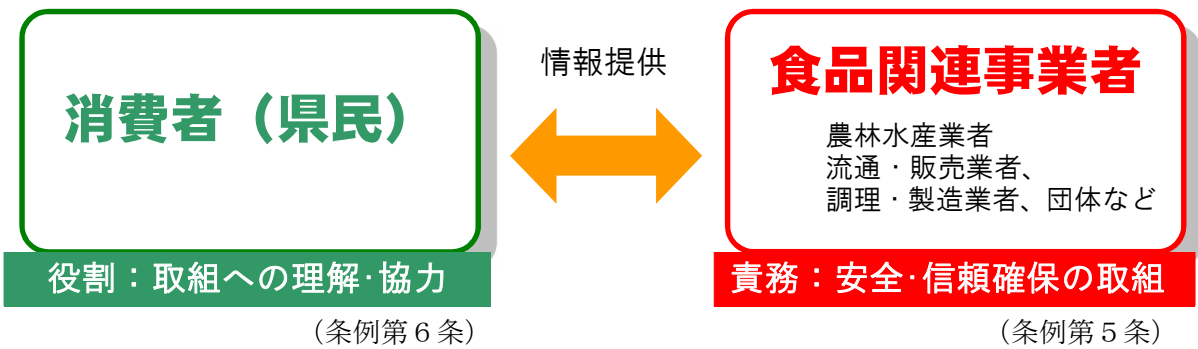 消費者（県民）
役割：取組への理解･協力
（条例第６条）
情報提供
食品関連事業者
農林水産業者
流通・販売業者、
調理・製造業者、団体など
責務：安全･信頼確保の取組
（条例第５条）